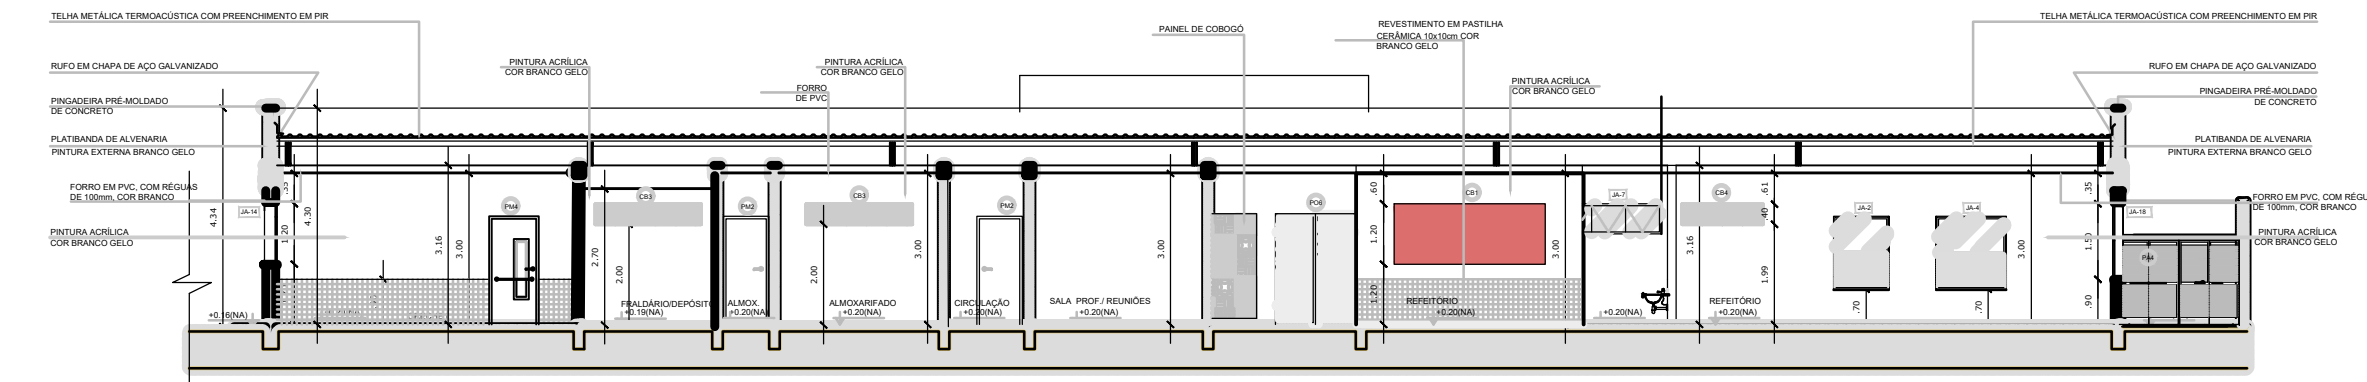 TELHA METÁLICA TERMOACÚSTICA COM PREENCHIMENTO EM PIR
RUFO EM CHAPA DE AÇO GALVANIZADO
PINGADEIRA PRÉ-MOLDADO
DE CONCRETO
PLATIBANDA DE ALVENARIA
PINTURA EXTERNA BRANCO GELO
FORRO EM PVC, COM RÉGUAS
DE 100mm, COR BRANCO
PINTURA ACRÍLICA
COR BRANCO GELO
PINTURA ACRÍLICA
COR BRANCO GELO
PINTURA ACRÍLICA
COR BRANCO GELO
FORRO
DE PVC
PAINEL DE COBOGÓ
REVESTIMENTO EM PASTILHA
CERÂMICA 10x10cm COR
BRANCO GELO
PINTURA ACRÍLICA
COR BRANCO GELO
TELHA METÁLICA TERMOACÚSTICA COM PREENCHIMENTO EM PIR
RUFO EM CHAPA DE AÇO GALVANIZADO
PINGADEIRA PRÉ-MOLDADO
DE CONCRETO
PLATIBANDA DE ALVENARIA
PINTURA EXTERNA BRANCO GELO
FORRO EM PVC, COM RÉGU
DE 100mm, COR BRANCO
PINTURA ACRÍLICA
COR BRANCO GELO
4.34
JA-14
.35
1.20
4.30
3.16
3.00
PM4
2.70
CB3
2.00
PM2
CB3
2.00
3.00
PM2
3.00
PO6
.60
1.20
1.20
CB1
3.00
JA-7
3.16
CB4
.61
.40
1.99
JA-2
.70
JA-4
.70
3.00
.35
1.50
.90
JA-18
PA4
+0.16(NA)
FRALDÁRIO/DEPÓSITO
+0.19(NA)
ALMOX.
+0.20(NA)
ALMOXARIFADO
+0.20(NA)
CIRCULAÇÃO
+0.20(NA)
SALA PROF./ REUNIÕES
+0.20(NA)
REFEITÓRIO
+0.20(NA)
+0.20(NA)
REFEITÓRIO
+0.20(NA)